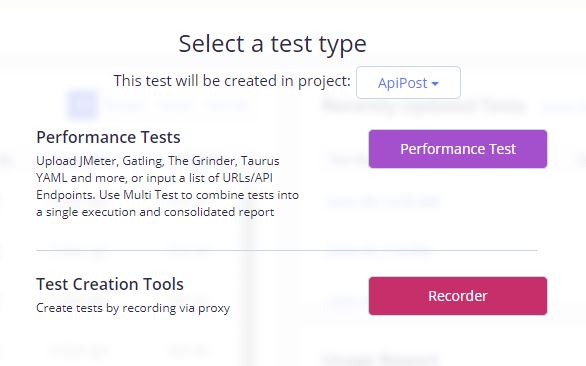 Select a test type
This test will be created in project: ApiPost
Performance Tests
Performance Test
Upload JMeter, Gatling, The Grinder, Taurus
YAML and more, or input a list of URLs/API
Endpoints. Use Multi Test to combine tests into
a single execution and consolidated report
Test Creation Tools
Recorder
Create tests by recording via proxy